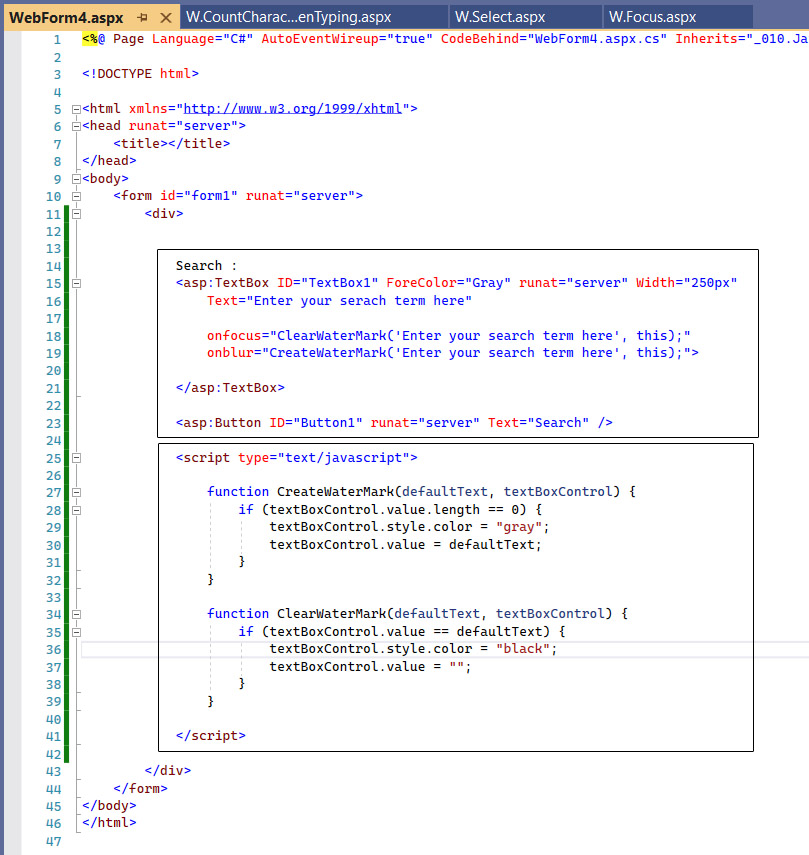 WebForm4.aspx W.CountCharac...enTyping.aspx W.Select.aspx W.Focus.aspx
1 <%@ Page Language="C#" AutoEventWireup="true" CodeBehind="WebForm4.aspx.cs" Inherits="_010.Ja
2
3 <!DOCTYPE html>
4
5 <html xmlns="http://www.w3.org/1999/xhtml">
6 <head runat="server">
7 <title></title>
8 </head>
9 <body>
10 <form id="form1" runat="server">
11 <div>
12
13
14 Search :
15 <asp:TextBox ID="TextBox1" ForeColor="Gray" runat="server" Width="250px"
16 Text="Enter your serach term here"
17
18 onfocus="ClearWaterMark('Enter your search term here', this);"
19 onblur="CreateWaterMark('Enter your search term here', this);">
20
21 </asp:TextBox>
22
23 <asp:Button ID="Button1" runat="server" Text="Search" />
24
25 <script type="text/javascript">
26
27 function CreateWaterMark(defaultText, textBoxControl) {
28 if (textBoxControl.value.length == 0) {
29 textBoxControl.style.color = "gray";
30 textBoxControl.value = defaultText;
31 }
32 }
33
34 function ClearWaterMark(defaultText, textBoxControl) {
35 if (textBoxControl.value == defaultText) {
36 textBoxControl.style.color = "black";
37 textBoxControl.value = "";
38 }
39 }
40
41 </script>
42
43 </div>
44 </form>
45 </body>
46 </html>
47